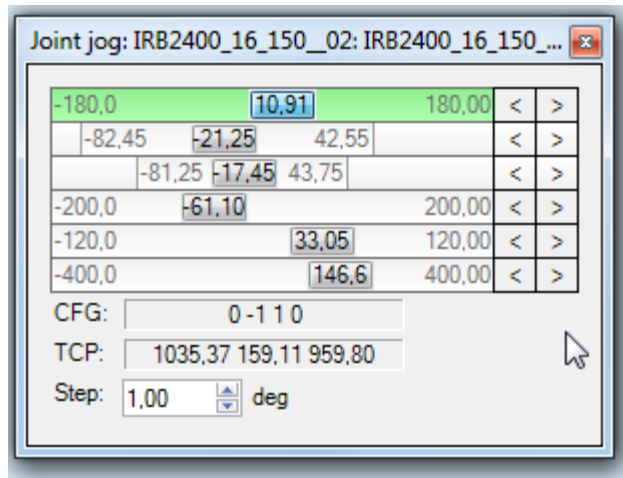 Joint jog: IRB2400_16_150__02: IRB2400_16_150_...
-180,0 10,91 180,00 < >
-82,45 -21,25 42,55 < >
-81,25 -17,45 43,75 < >
-200,0 -61,10 200,00 < >
-120,0 33,05 120,00 < >
-400,0 146,6 400,00 < >
CFG: 0 -1 1 0
TCP: 1035,37 159,11 959,80
Step: 1,00 deg